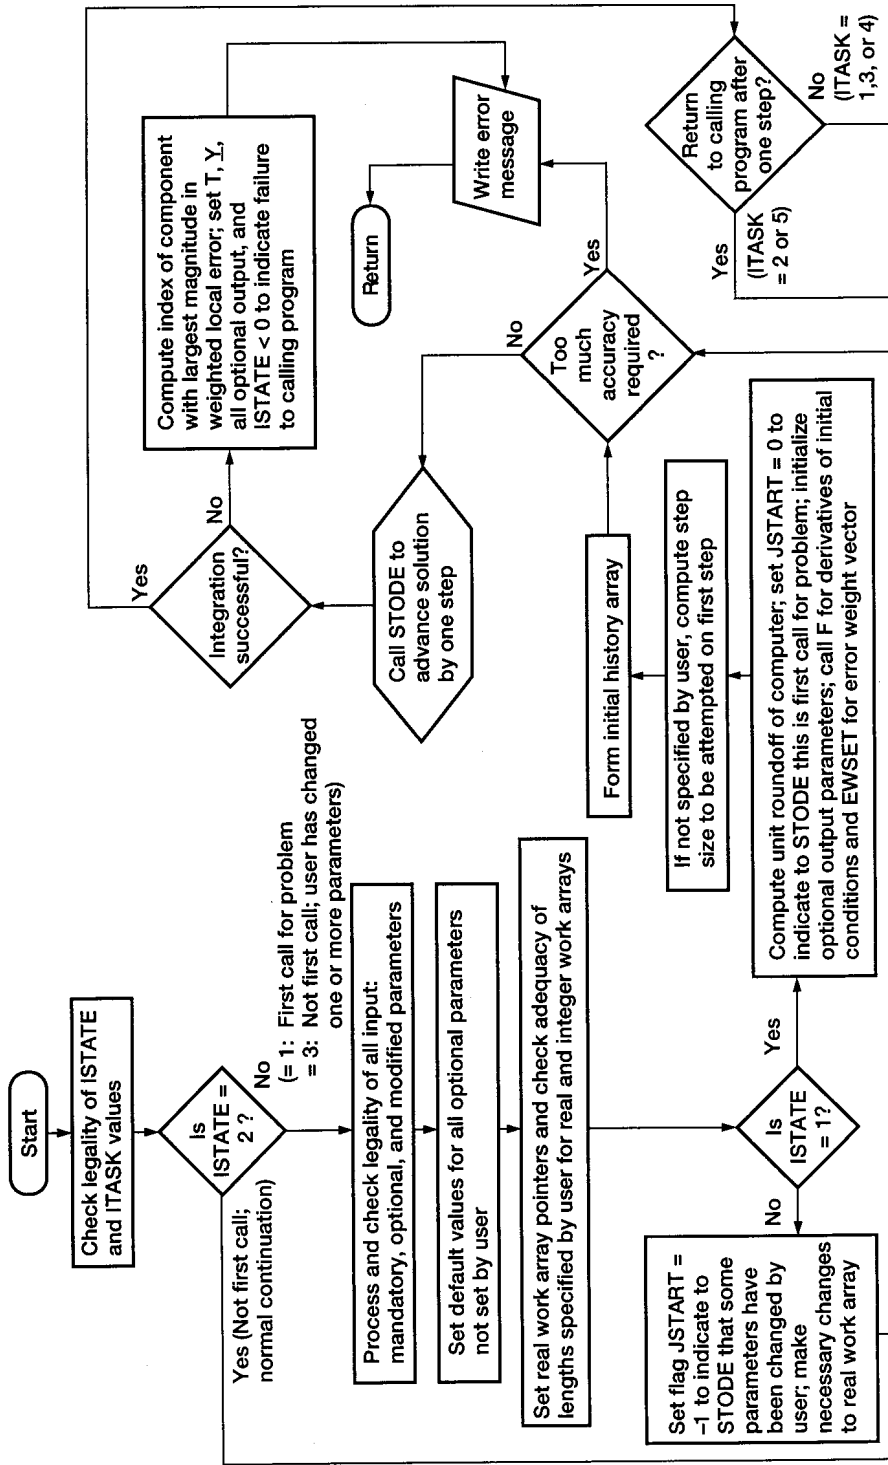 Start
Check legality of ISTATE
and ITASK values
Is
ISTATE =
2 ?
Yes (Not first call;
normal continuation)
No
(= 1: First call for problem
= 3: Not first call; user has changed
one or more parameters)
Process and check legality of all input:
mandatory, optional, and modified parameters
Set default values for all optional parameters
not set by user
Set real work array pointers and check adequacy of
lengths specified by user for real and integer work arrays
Is
ISTATE
= 1?
No
Yes
Set flag JSTART =
–1 to indicate to
STODE that some
parameters have
been changed by
user; make
necessary changes
to real work array
Compute unit roundoff of computer; set JSTART = 0 to
indicate to STODE this is first call for problem; initialize
optional output parameters; call F for derivatives of initial
conditions and EWSET for error weight vector
If not specified by user, compute step
size to be attempted on first step
Form initial history array
Too
much
accuracy
required
?
No
Yes
Call STODE to
advance solution
by one step
Integration
successful?
Yes
No
Compute index of component
with largest magnitude in
weighted local error; set T, Y,
all optional output, and
ISTATE < 0 to indicate failure
to calling program
Write error
message
Return
Return
to calling
program after
one step?
Yes
(ITASK
= 2 or 5)
No
(ITASK =
1,3, or 4)